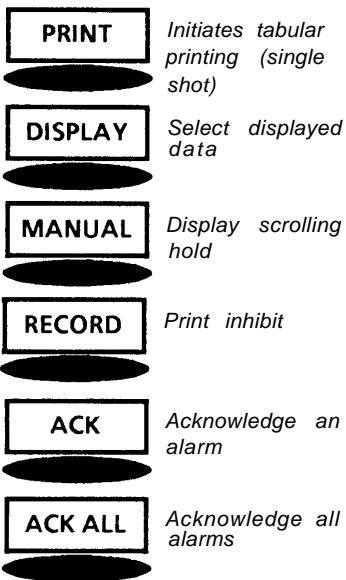 PRINT
Initiates tabular
printing (single
shot)
DISPLAY
Select displayed
data
MANUAL
Display scrolling
hold
RECORD
Print inhibit
ACK
Acknowledge an
alarm
ACK ALL
Acknowledge all
alarms